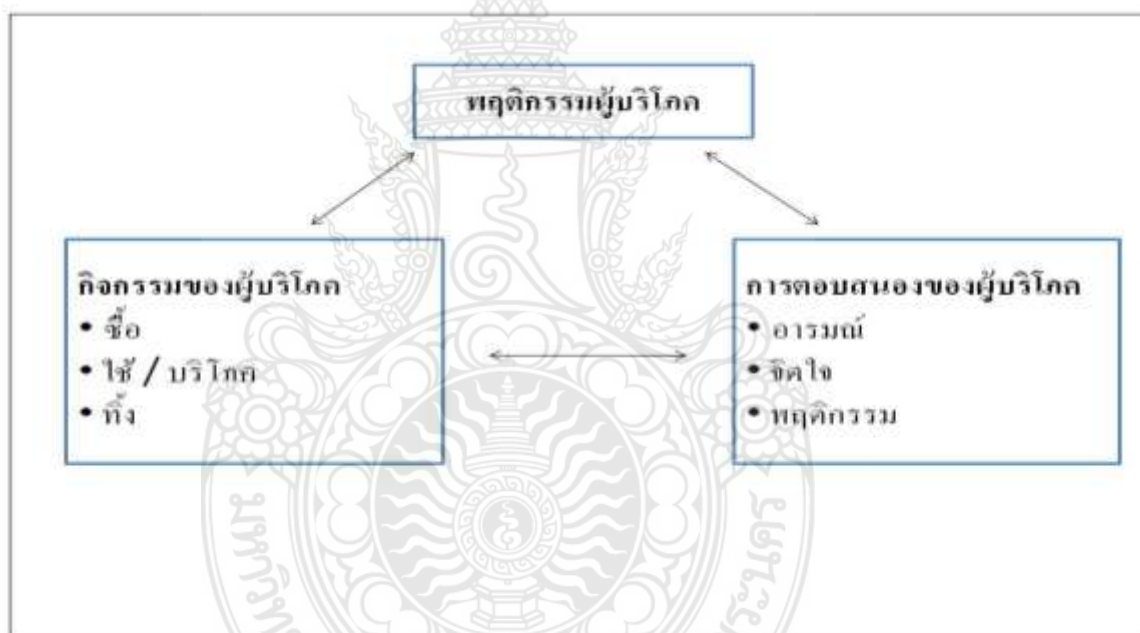 พฤติกรรมผู้บริโภค
กิจกรรมของผู้บริโภค
• ซื้อ
• ใช้ / บริโภค
• ทิ้ง
การตอบสนองของผู้บริโภค
• อารมณ์
• จิตใจ
• พฤติกรรม